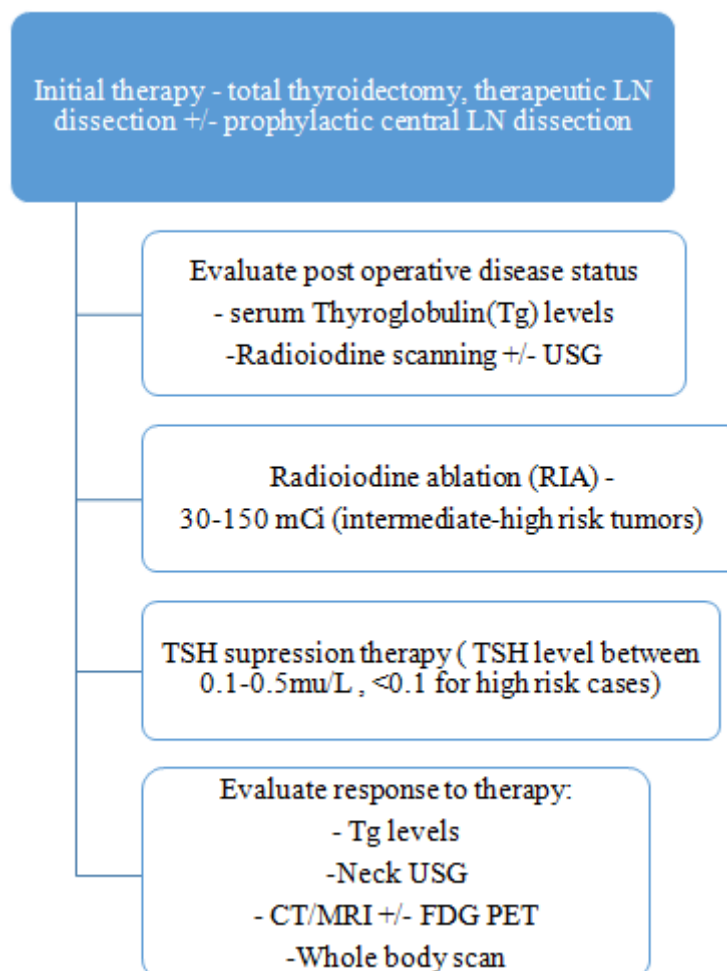 Initial therapy - total thyroidectomy, therapeutic LN
dissection +/- prophylactic central LN dissection
Evaluate post operative disease status
- serum Thyroglobulin(Tg) levels
-Radioiodine scanning +/- USG
Radioiodine ablation (RIA) -
30-150 mCi (intermediate-high risk tumors)
TSH supression therapy ( TSH level between
0.1-0.5mu/L , <0.1 for high risk cases)
Evaluate response to therapy:
- Tg levels
-Neck USG
- CT/MRI +/- FDG PET
-Whole body scan